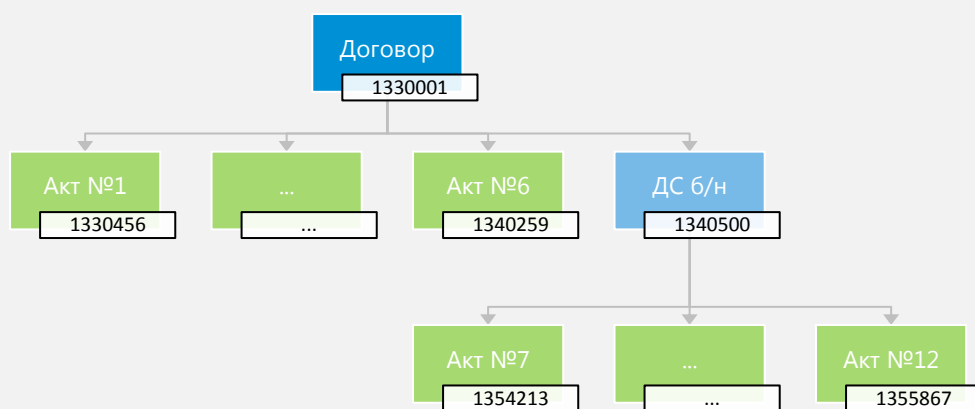 Договор
1330001
Акт №1
1330456
...
...
Акт №6
1340259
ДС б/н
1340500
Акт №7
1354213
...
...
Акт №12
1355867